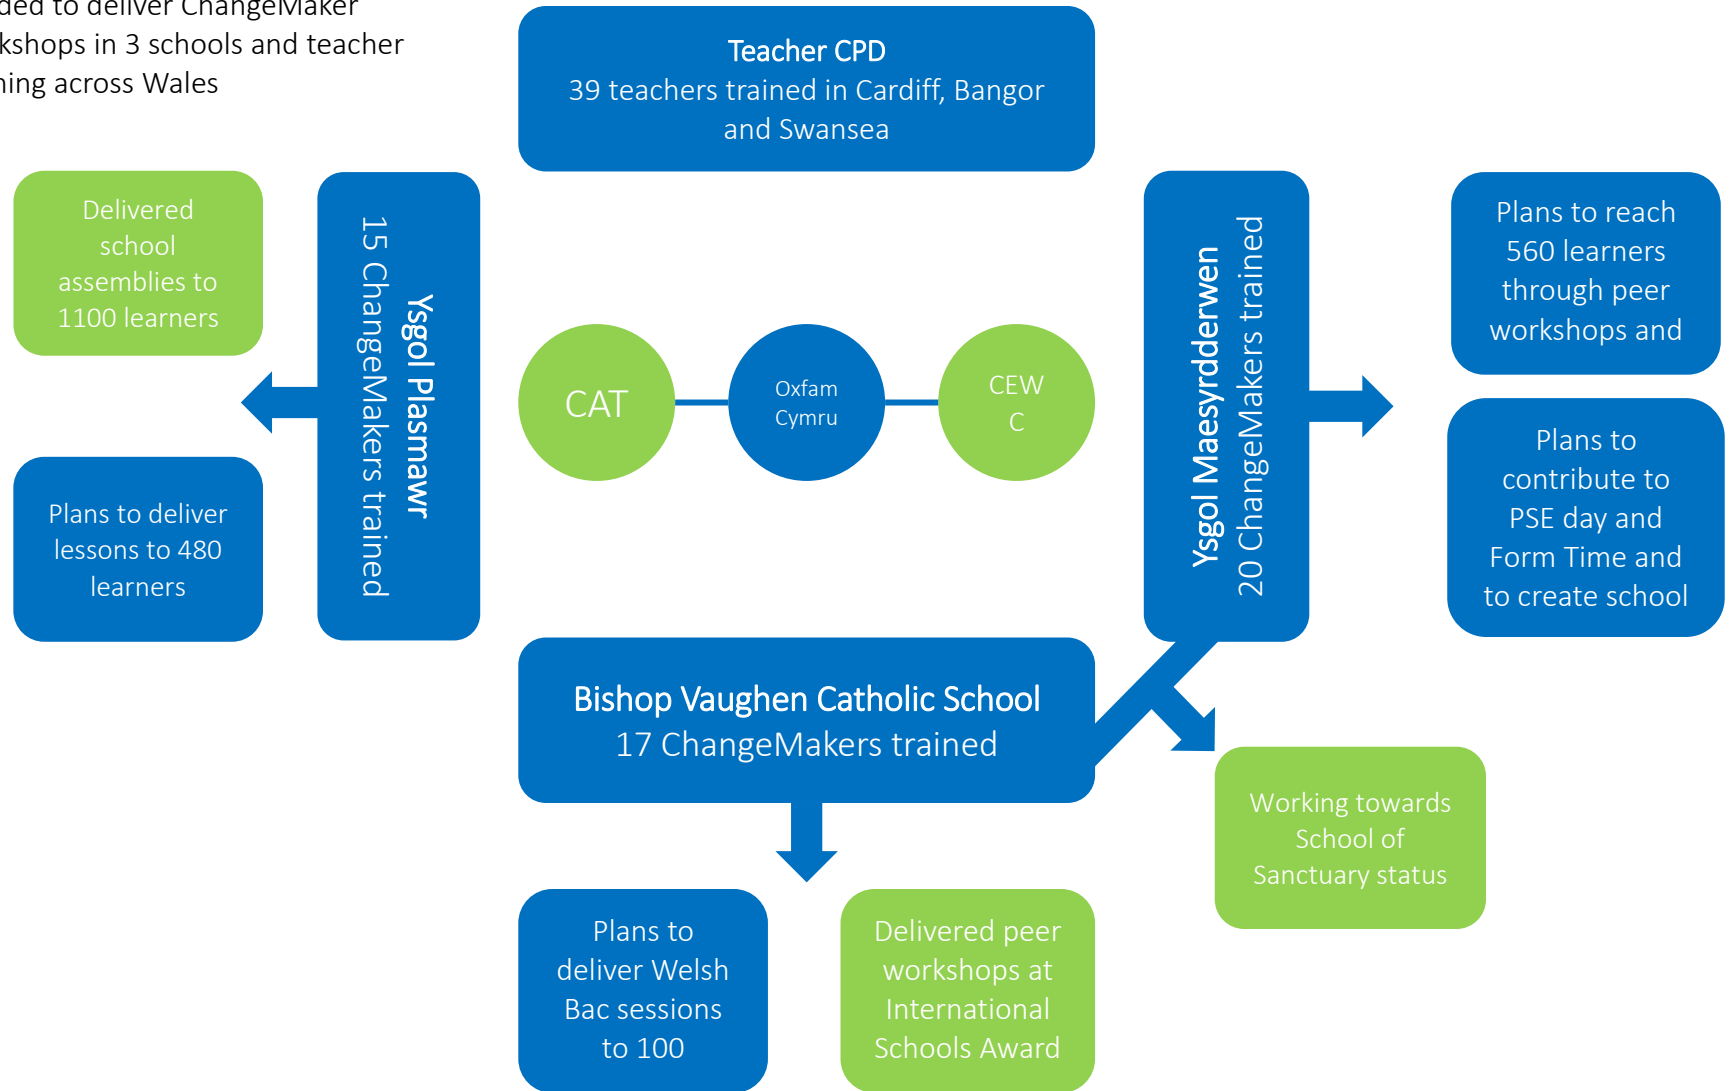 ded to deliver ChangeMaker
kshops in 3 schools and teacher
ning across Wales
Teacher CPD
39 teachers trained in Cardiff, Bangor
and Swansea
Delivered
school
assemblies to
1100 learners
Plans to deliver
lessons to 480
learners
Ysgol Plasmawr
15 ChangeMakers trained
CAT
Oxfam
Cymru
CEW
C
Ysgol Maesyrdderwen
20 ChangeMakers trained
Plans to reach
560 learners
through peer
workshops and
Plans to
contribute to
PSE day and
Form Time and
to create school
Bishop Vaughen Catholic School
17 ChangeMakers trained
Working towards
School of
Sanctuary status
Plans to
deliver Welsh
Bac sessions
to 100
Delivered peer
workshops at
International
Schools Award